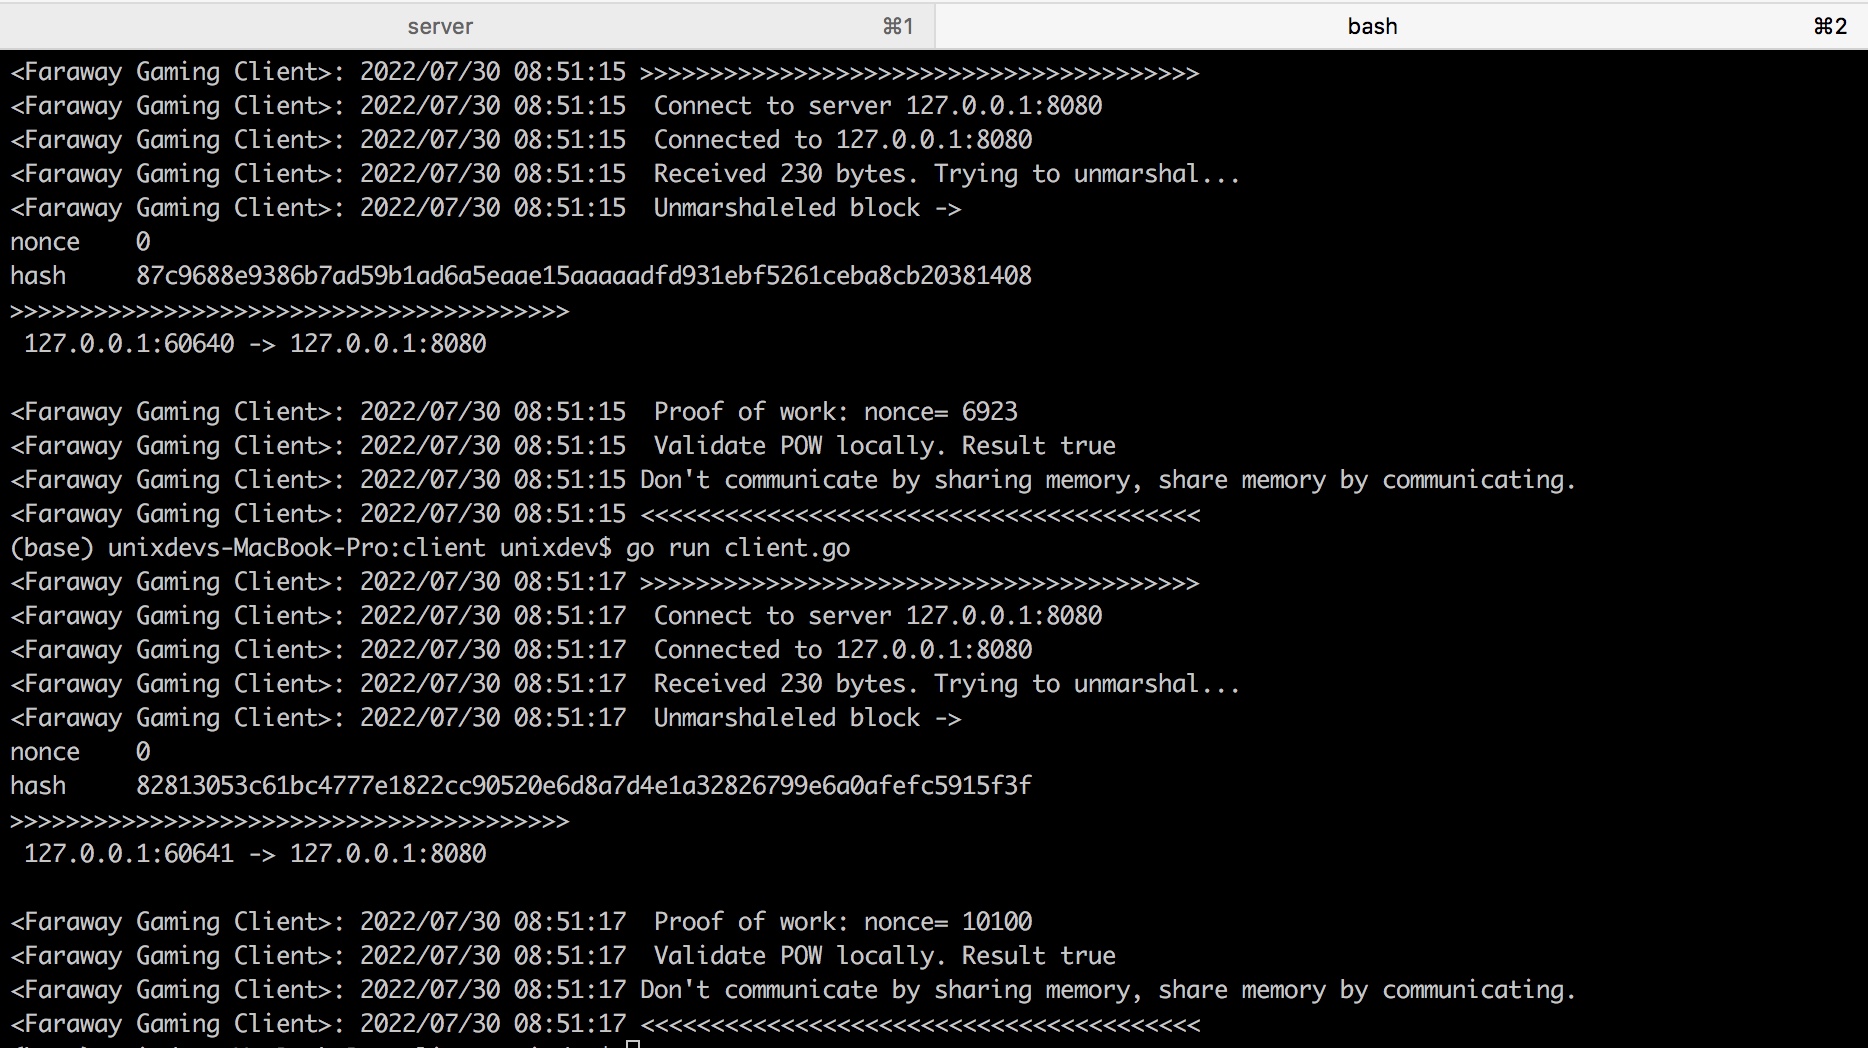 server ⌘1 bash ⌘2
<Faraway Gaming Client>: 2022/07/30 08:51:15 >>>>>>>>>>>>>>>>>>>>>>>>>>>>>>>>>>>>>>>>
<Faraway Gaming Client>: 2022/07/30 08:51:15  Connect to server 127.0.0.1:8080
<Faraway Gaming Client>: 2022/07/30 08:51:15  Connected to 127.0.0.1:8080
<Faraway Gaming Client>: 2022/07/30 08:51:15  Received 230 bytes. Trying to unmarshal...
<Faraway Gaming Client>: 2022/07/30 08:51:15  Unmarshaleled block ->
nonce    0
hash     87c9688e9386b7ad59b1ad6a5eaae15aaaaadfd931ebf5261ceba8cb20381408
>>>>>>>>>>>>>>>>>>>>>>>>>>>>>>>>>>>>>>>>
 127.0.0.1:60640 -> 127.0.0.1:8080
<Faraway Gaming Client>: 2022/07/30 08:51:15  Proof of work: nonce= 6923
<Faraway Gaming Client>: 2022/07/30 08:51:15  Validate POW locally. Result true
<Faraway Gaming Client>: 2022/07/30 08:51:15 Don't communicate by sharing memory, share memory by communicating.
<Faraway Gaming Client>: 2022/07/30 08:51:15 <<<<<<<<<<<<<<<<<<<<<<<<<<<<<<<<<<<<<<<<
(base) unixdevs-MacBook-Pro:client unixdev$ go run client.go
<Faraway Gaming Client>: 2022/07/30 08:51:17 >>>>>>>>>>>>>>>>>>>>>>>>>>>>>>>>>>>>>>>>
<Faraway Gaming Client>: 2022/07/30 08:51:17  Connect to server 127.0.0.1:8080
<Faraway Gaming Client>: 2022/07/30 08:51:17  Connected to 127.0.0.1:8080
<Faraway Gaming Client>: 2022/07/30 08:51:17  Received 230 bytes. Trying to unmarshal...
<Faraway Gaming Client>: 2022/07/30 08:51:17  Unmarshaleled block ->
nonce    0
hash     82813053c61bc4777e1822cc90520e6d8a7d4e1a32826799e6a0afefc5915f3f
>>>>>>>>>>>>>>>>>>>>>>>>>>>>>>>>>>>>>>>>
 127.0.0.1:60641 -> 127.0.0.1:8080
<Faraway Gaming Client>: 2022/07/30 08:51:17  Proof of work: nonce= 10100
<Faraway Gaming Client>: 2022/07/30 08:51:17  Validate POW locally. Result true
<Faraway Gaming Client>: 2022/07/30 08:51:17 Don't communicate by sharing memory, share memory by communicating.
<Faraway Gaming Client>: 2022/07/30 08:51:17 <<<<<<<<<<<<<<<<<<<<<<<<<<<<<<<<<<<<<<<<